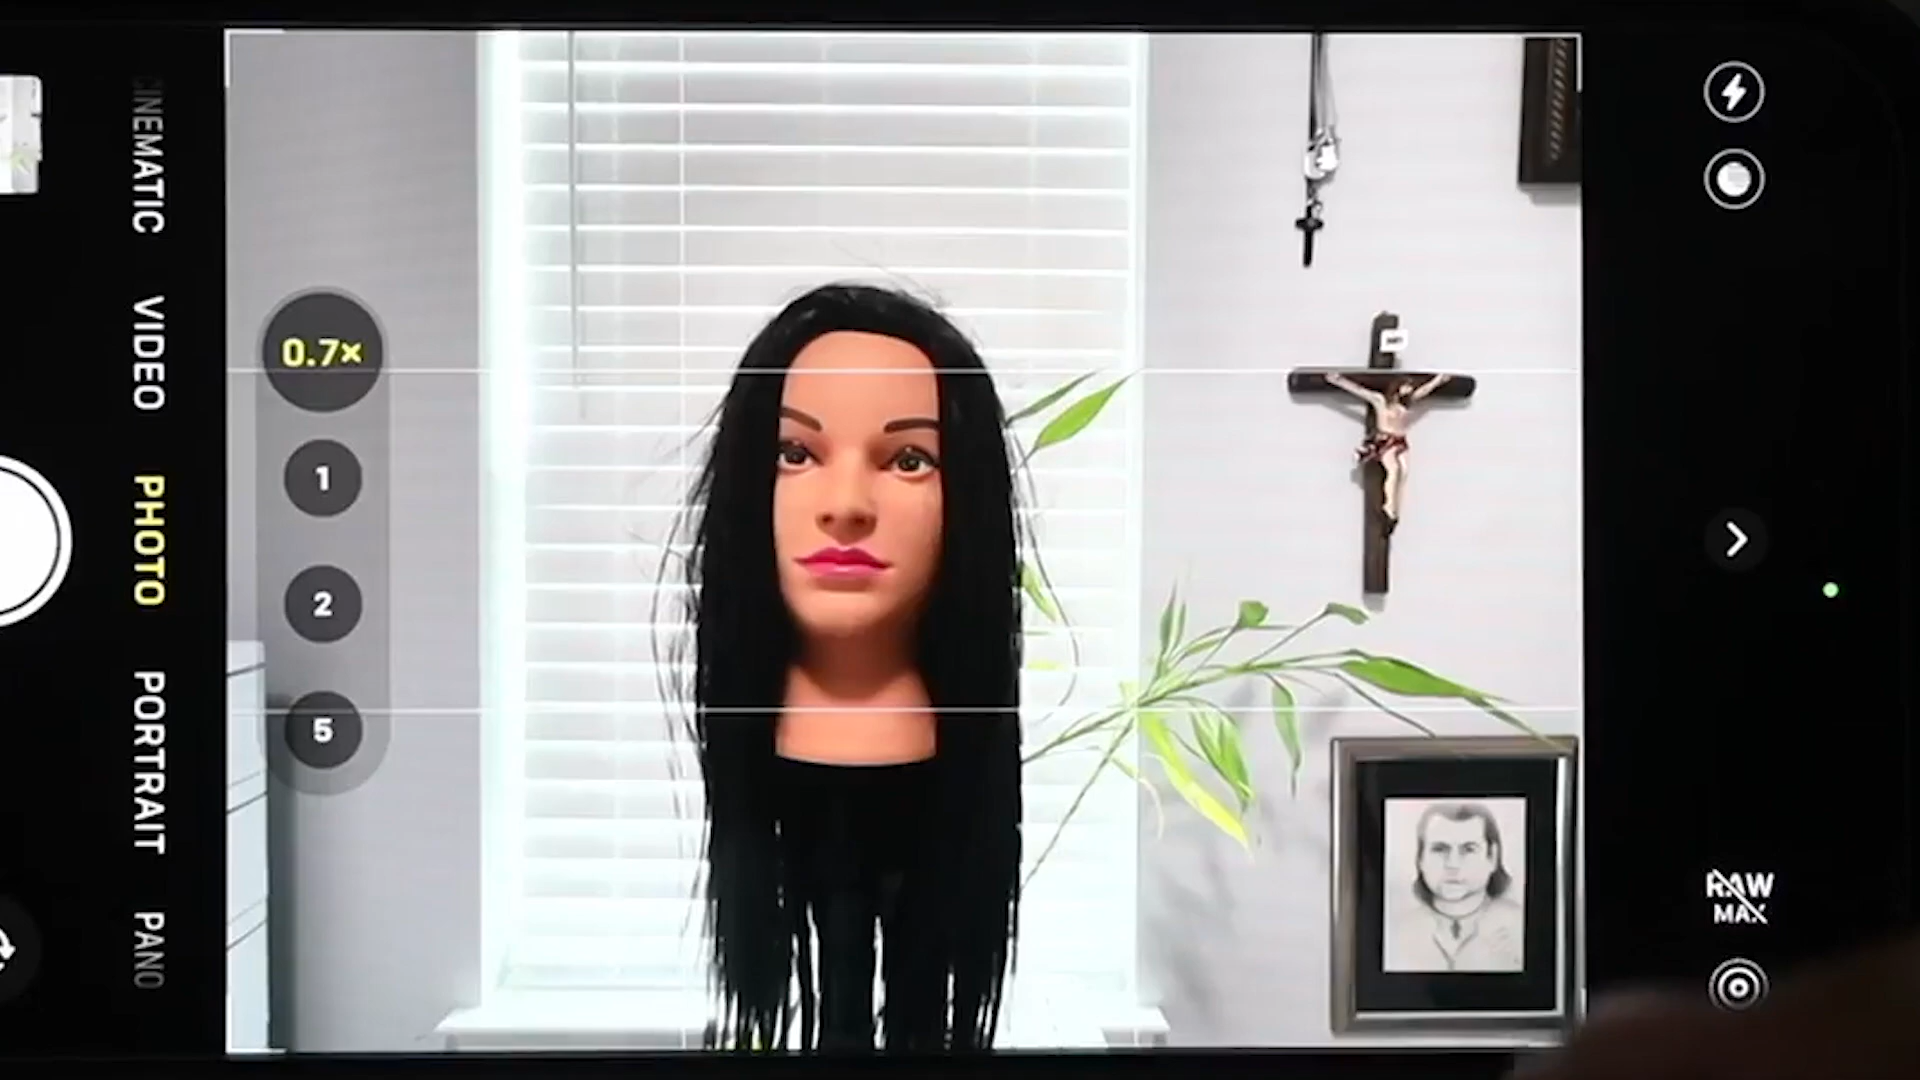 CINEMATIC
VIDEO
PHOTO
PORTRAIT
PANO
0.7×
1
2
5
RAW
MAX